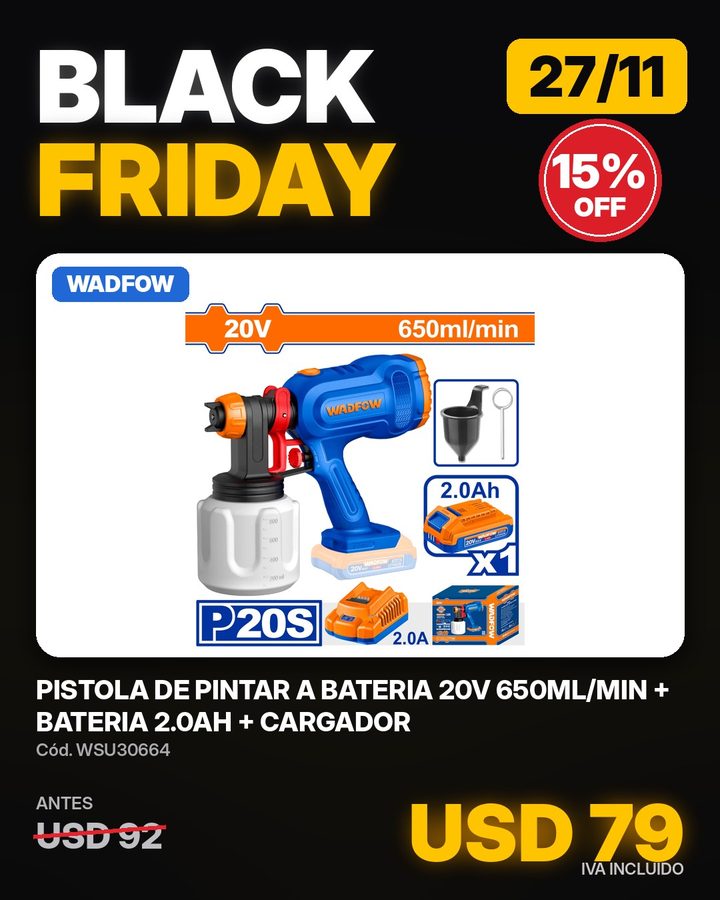 BLACK
FRIDAY
27/11
15%
OFF
WADFOW
20V
650ml/min
WADFOW
2.0Ah
x1
P20S
2.0A
PISTOLA DE PINTAR A BATERIA 20V 650ML/MIN +
BATERIA 2.0AH + CARGADOR
Cód. WSU30664
ANTES
USD 92
USD 79
IVA INCLUIDO